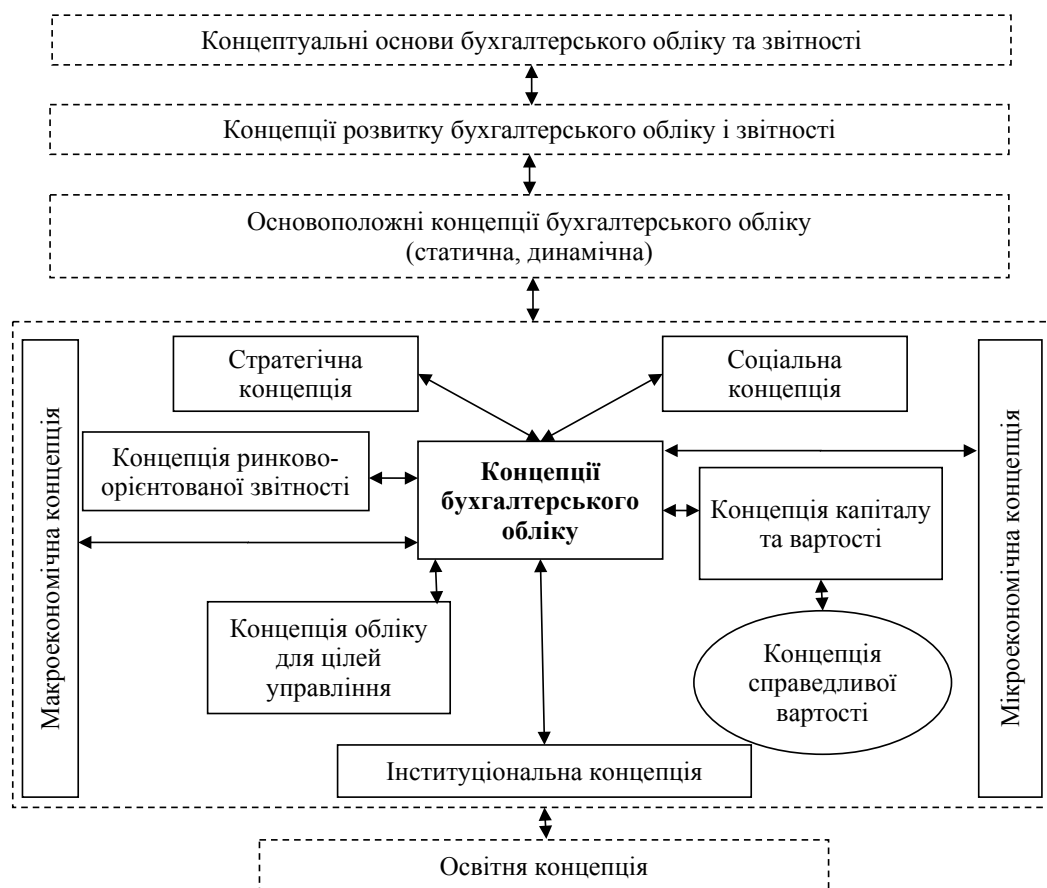 Концептуальні основи бухгалтерського обліку та звітності
Концепції розвитку бухгалтерського обліку і звітності
Основоположні концепції бухгалтерського обліку
(статична, динамічна)
Макроекономічна концепція
Стратегічна
концепція
Соціальна
концепція
Концепція ринково-
орієнтованої звітності
Концепції
бухгалтерського
обліку
Концепція капіталу
та вартості
Концепція обліку
для цілей
управління
Концепція
справедливої
вартості
Інституціональна концепція
Мікроекономічна концепція
Освітня концепція